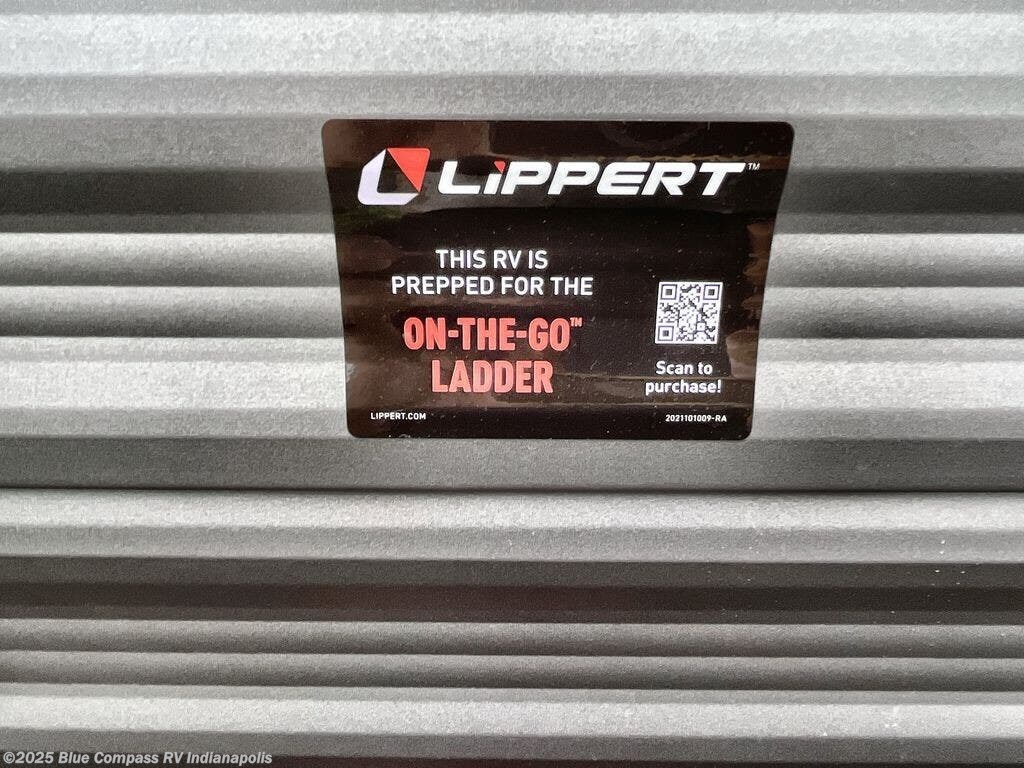 LiPPERT™
THIS RV IS
PREPPED FOR THE
ON-THE-GO™
LADDER
Scan to
purchase!
LIPPERT.COM
2021101009-RA
©2025 Blue Compass RV Indianapolis